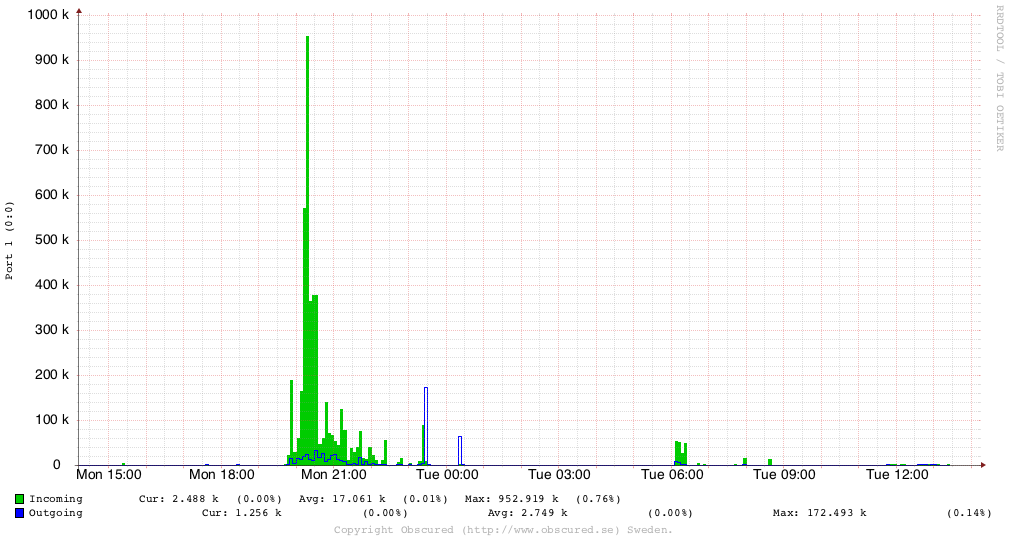 1000 k
900 k
800 k
700 k
600 k
500 k
400 k
300 k
200 k
100 k
0
Port 1 (0:0)
RRDTOOL / TOBI OETIKER
Mon 15:00 Mon 18:00 Mon 21:00 Tue 00:00 Tue 03:00 Tue 06:00 Tue 09:00 Tue 12:00
Incoming Cur: 2.488 k (0.00%) Avg: 17.061 k (0.01%) Max: 952.919 k (0.76%)
Outgoing Cur: 1.256 k (0.00%) Avg: 2.749 k (0.00%) Max: 172.493 k (0.14%)
Copyright Obscured (http://www.obscured.se) Sweden.